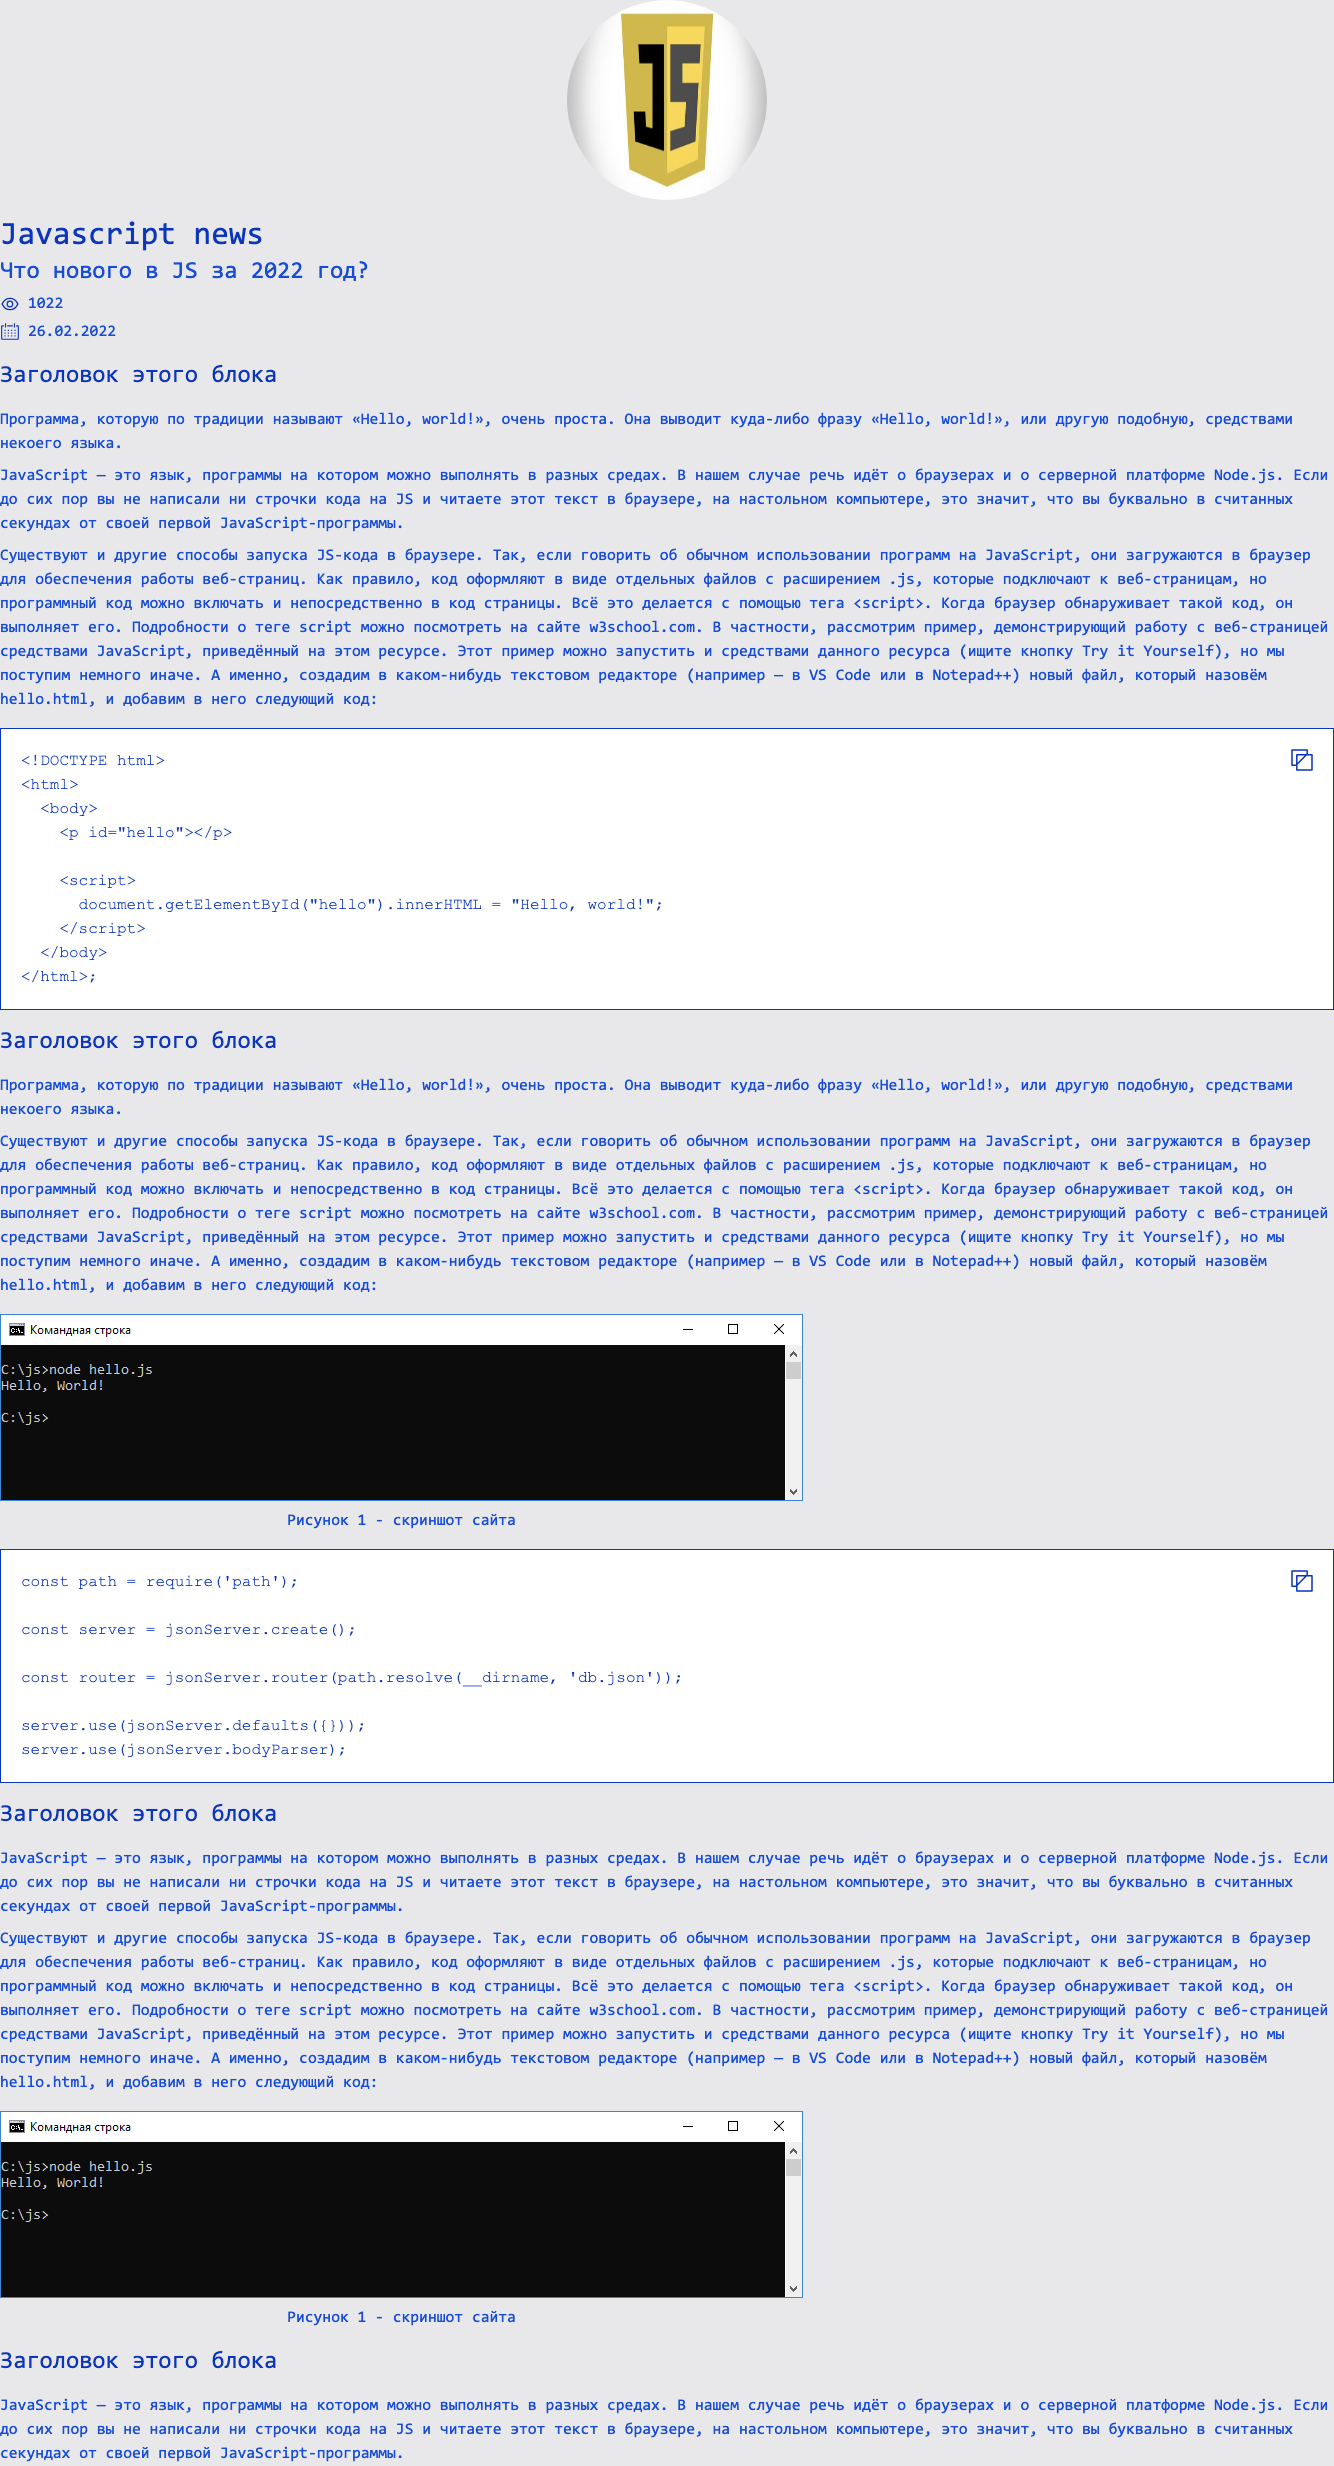 JS
Javascript news
Что нового в JS за 2022 год?
1022
26.02.2022
Заголовок этого блока
Программа, которую по традиции называют «Hello, world!», очень проста. Она выводит куда-либо фразу «Hello, world!», или другую подобную, средствами
некоего языка.
JavaScript — это язык, программы на котором можно выполнять в разных средах. В нашем случае речь идёт о браузерах и о серверной платформе Node.js. Если
до сих пор вы не написали ни строчки кода на JS и читаете этот текст в браузере, на настольном компьютере, это значит, что вы буквально в считанных
секундах от своей первой JavaScript-программы.
Существуют и другие способы запуска JS-кода в браузере. Так, если говорить об обычном использовании программ на JavaScript, они загружаются в браузер
для обеспечения работы веб-страниц. Как правило, код оформляют в виде отдельных файлов с расширением .js, которые подключают к веб-страницам, но
программный код можно включать и непосредственно в код страницы. Всё это делается с помощью тега <script>. Когда браузер обнаруживает такой код, он
выполняет его. Подробности о теге script можно посмотреть на сайте w3school.com. В частности, рассмотрим пример, демонстрирующий работу с веб-страницей
средствами JavaScript, приведённый на этом ресурсе. Этот пример можно запустить и средствами данного ресурса (ищите кнопку Try it Yourself), но мы
поступим немного иначе. А именно, создадим в каком-нибудь текстовом редакторе (например — в VS Code или в Notepad++) новый файл, который назовём
hello.html, и добавим в него следующий код:
<!DOCTYPE html>
<html>
  <body>
    <p id="hello"></p>
    <script>
      document.getElementById("hello").innerHTML = "Hello, world!";
    </script>
  </body>
</html>;
Заголовок этого блока
Программа, которую по традиции называют «Hello, world!», очень проста. Она выводит куда-либо фразу «Hello, world!», или другую подобную, средствами
некоего языка.
Существуют и другие способы запуска JS-кода в браузере. Так, если говорить об обычном использовании программ на JavaScript, они загружаются в браузер
для обеспечения работы веб-страниц. Как правило, код оформляют в виде отдельных файлов с расширением .js, которые подключают к веб-страницам, но
программный код можно включать и непосредственно в код страницы. Всё это делается с помощью тега <script>. Когда браузер обнаруживает такой код, он
выполняет его. Подробности о теге script можно посмотреть на сайте w3school.com. В частности, рассмотрим пример, демонстрирующий работу с веб-страницей
средствами JavaScript, приведённый на этом ресурсе. Этот пример можно запустить и средствами данного ресурса (ищите кнопку Try it Yourself), но мы
поступим немного иначе. А именно, создадим в каком-нибудь текстовом редакторе (например — в VS Code или в Notepad++) новый файл, который назовём
hello.html, и добавим в него следующий код:
Командная строка
C:\js>node hello.js
Hello, World!
C:\js>
Рисунок 1 - скриншот сайта
const path = require('path');
const server = jsonServer.create();
const router = jsonServer.router(path.resolve(__dirname, 'db.json'));
server.use(jsonServer.defaults({}));
server.use(jsonServer.bodyParser);
Заголовок этого блока
JavaScript — это язык, программы на котором можно выполнять в разных средах. В нашем случае речь идёт о браузерах и о серверной платформе Node.js. Если
до сих пор вы не написали ни строчки кода на JS и читаете этот текст в браузере, на настольном компьютере, это значит, что вы буквально в считанных
секундах от своей первой JavaScript-программы.
Существуют и другие способы запуска JS-кода в браузере. Так, если говорить об обычном использовании программ на JavaScript, они загружаются в браузер
для обеспечения работы веб-страниц. Как правило, код оформляют в виде отдельных файлов с расширением .js, которые подключают к веб-страницам, но
программный код можно включать и непосредственно в код страницы. Всё это делается с помощью тега <script>. Когда браузер обнаруживает такой код, он
выполняет его. Подробности о теге script можно посмотреть на сайте w3school.com. В частности, рассмотрим пример, демонстрирующий работу с веб-страницей
средствами JavaScript, приведённый на этом ресурсе. Этот пример можно запустить и средствами данного ресурса (ищите кнопку Try it Yourself), но мы
поступим немного иначе. А именно, создадим в каком-нибудь текстовом редакторе (например — в VS Code или в Notepad++) новый файл, который назовём
hello.html, и добавим в него следующий код:
Командная строка
C:\js>node hello.js
Hello, World!
C:\js>
Рисунок 1 - скриншот сайта
Заголовок этого блока
JavaScript — это язык, программы на котором можно выполнять в разных средах. В нашем случае речь идёт о браузерах и о серверной платформе Node.js. Если
до сих пор вы не написали ни строчки кода на JS и читаете этот текст в браузере, на настольном компьютере, это значит, что вы буквально в считанных
секундах от своей первой JavaScript-программы.